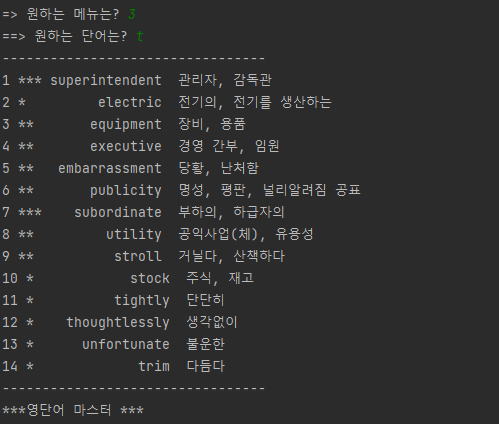 => 원하는 메뉴는? 3
==> 원하는 단어는? t
---------------------------------
1 *** superintendent  관리자, 감독관
2 *         electric  전기의, 전기를 생산하는
3 **       equipment  장비, 용품
4 **       executive  경영 간부, 임원
5 **   embarrassment  당황, 난처함
6 **       publicity  명성, 평판, 널리알려짐 공표
7 ***    subordinate  부하의, 하급자의
8 **         utility  공익사업(체), 유용성
9 **          stroll  거닐다, 산책하다
10 *            stock  주식, 재고
11 *          tightly  단단히
12 *    thoughtlessly  생각없이
13 *      unfortunate  불운한
14 *             trim  다듬다
---------------------------------
***영단어 마스터 ***